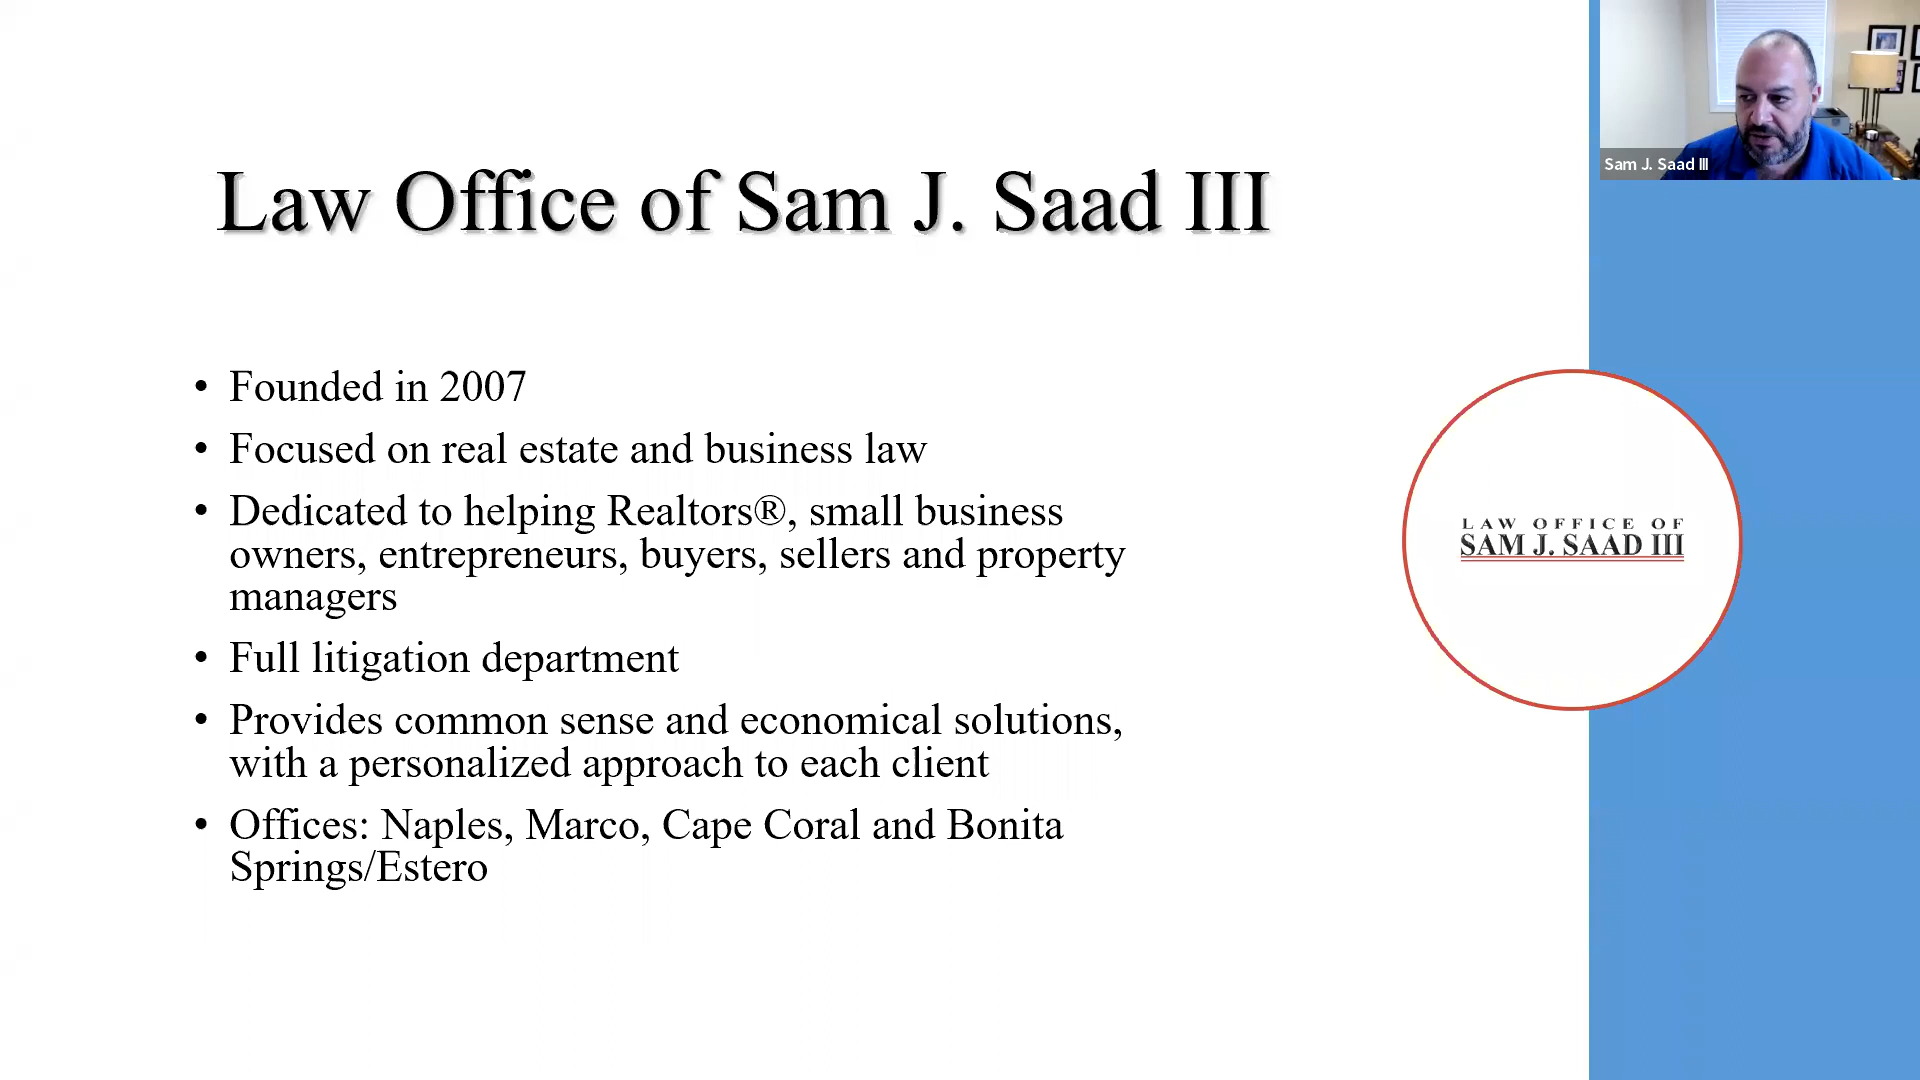 Law Office of Sam J. Saad III
• Founded in 2007
• Focused on real estate and business law
• Dedicated to helping Realtors®, small business
owners, entrepreneurs, buyers, sellers and property
managers
• Full litigation department
• Provides common sense and economical solutions,
with a personalized approach to each client
• Offices: Naples, Marco, Cape Coral and Bonita
Springs/Estero
LAW OFFICE OF
SAM J. SAAD III
Sam J. Saad III